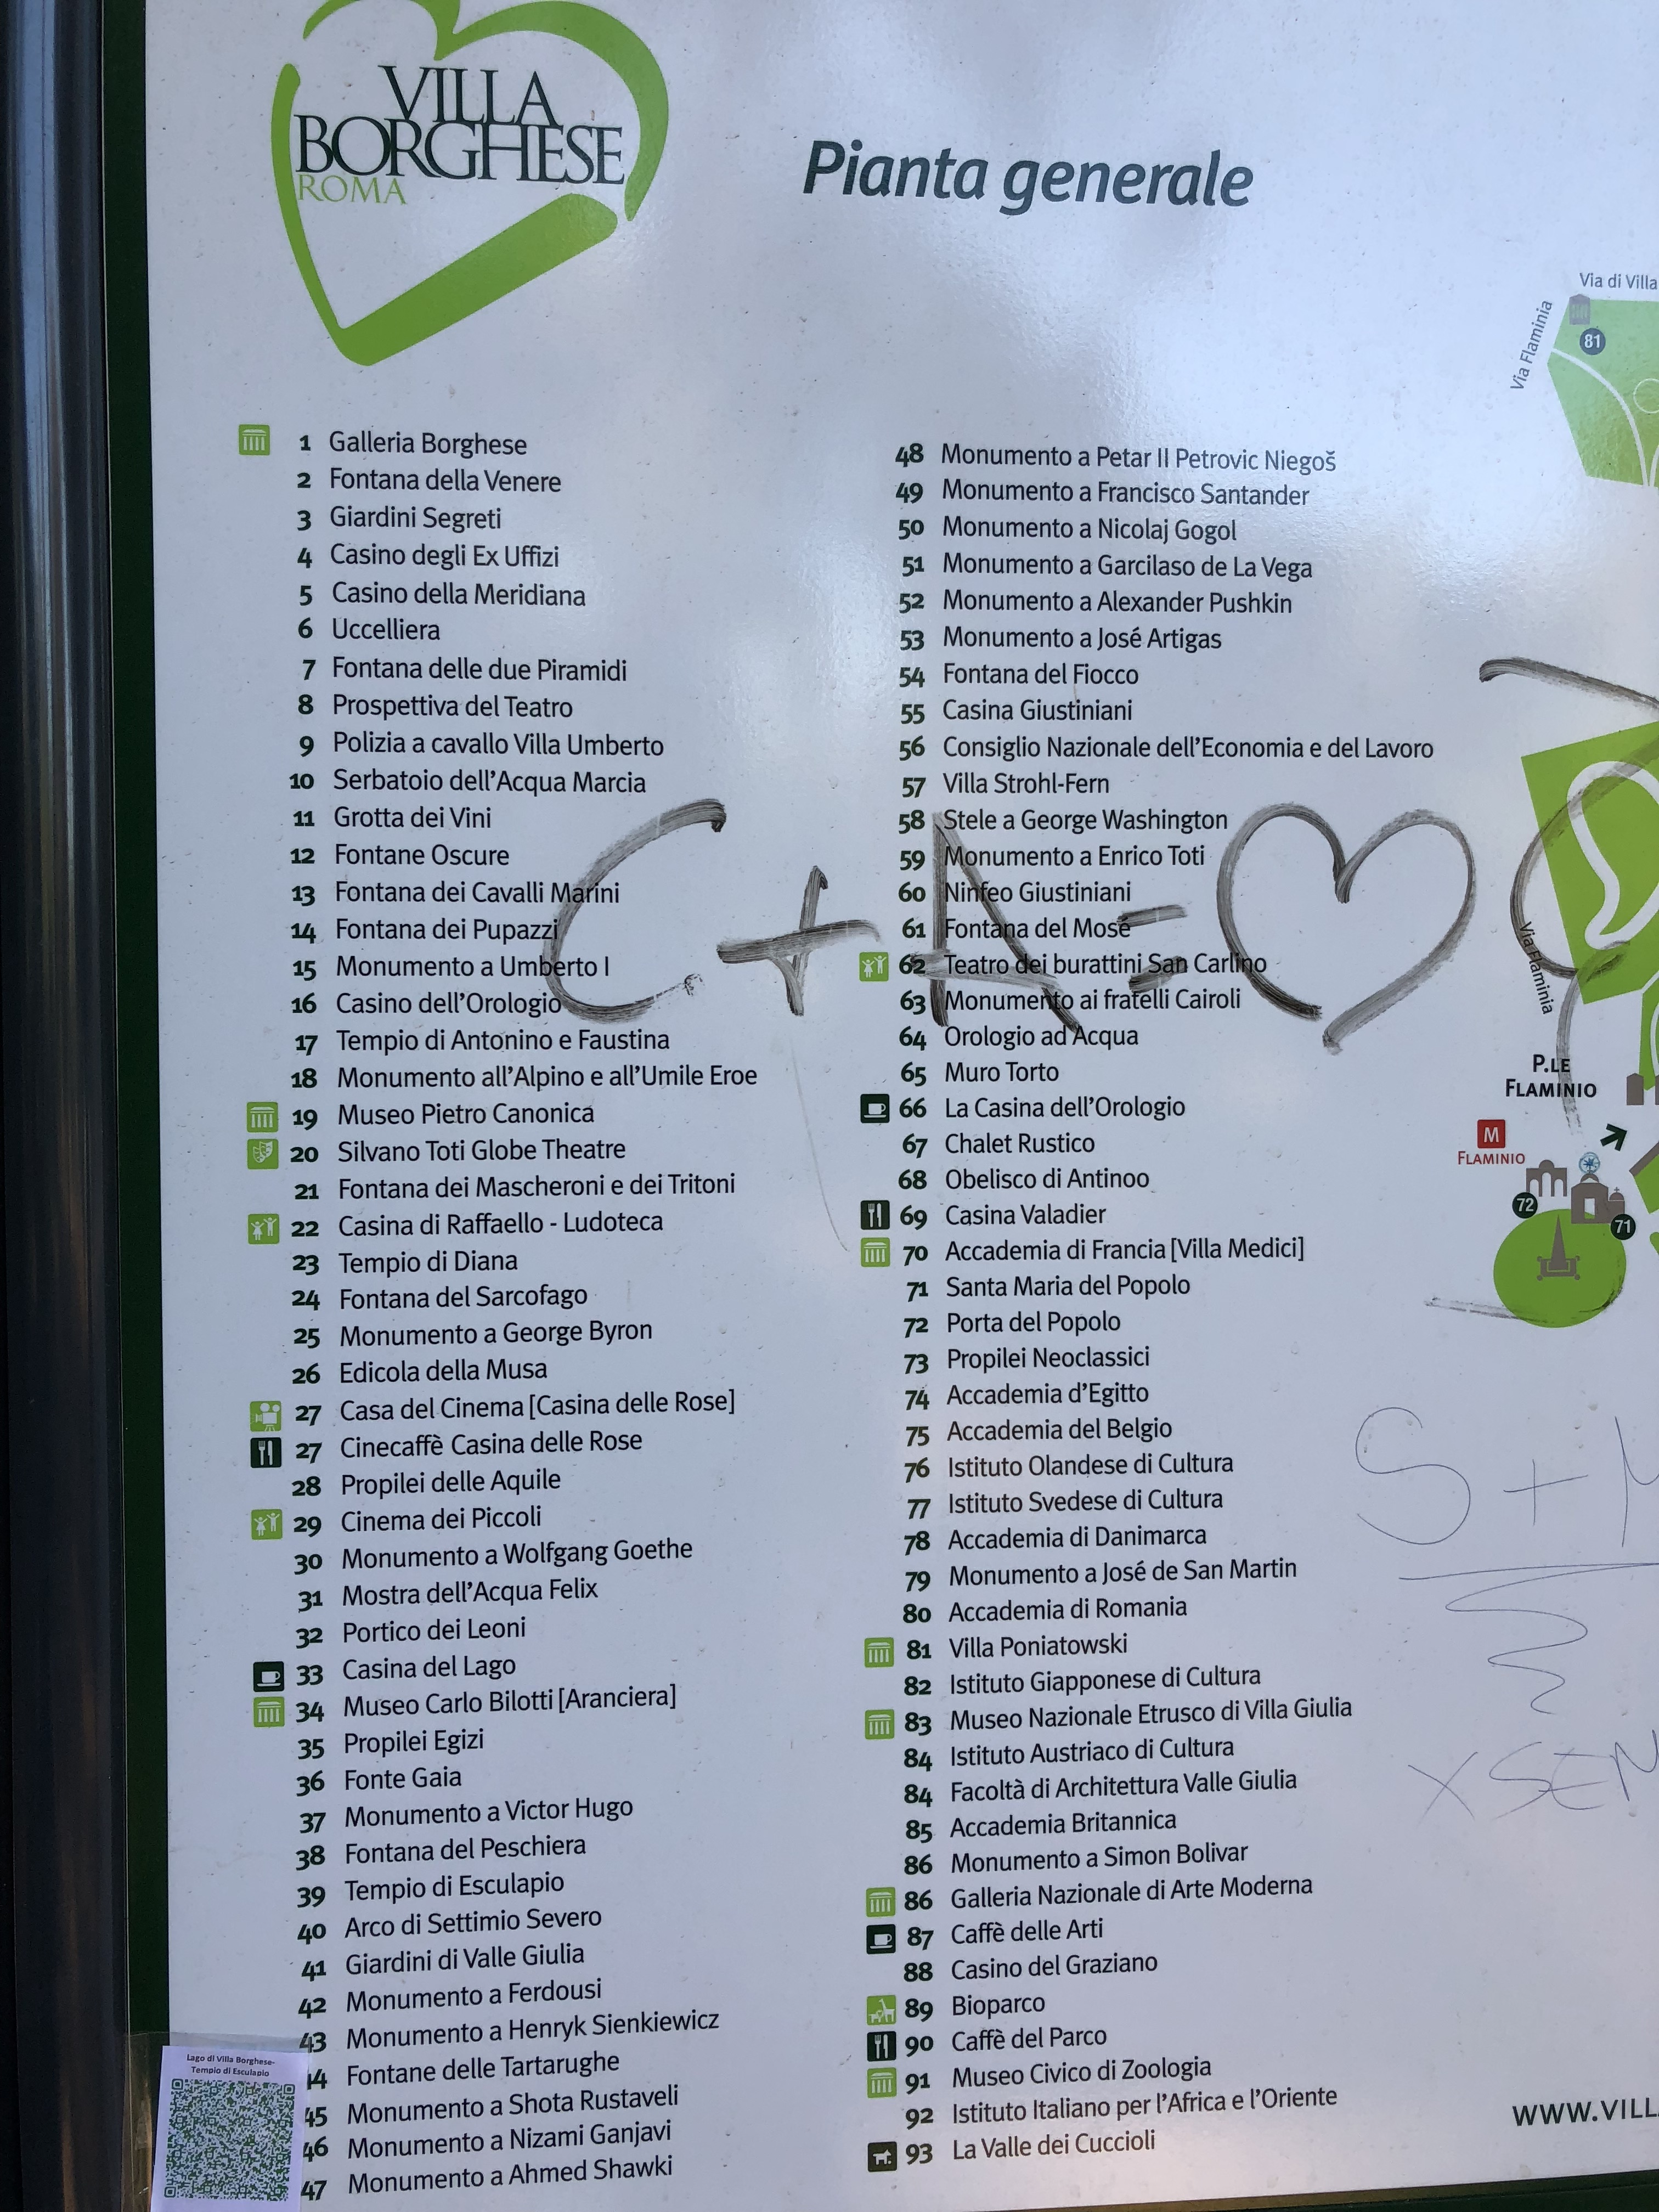 VILLA
BORGHESE
ROMA
Pianta generale
1 Galleria Borghese
2 Fontana della Venere
3 Giardini Segreti
4 Casino degli Ex Uffizi
5 Casino della Meridiana
6 Uccelliera
7 Fontana delle due Piramidi
8 Prospettiva del Teatro
9 Polizia a cavallo Villa Umberto
10 Serbatoio dell'Acqua Marcia
11 Grotta dei Vini
12 Fontane Oscure
13 Fontana dei Cavalli Marini
14 Fontana dei Pupazzi
15 Monumento a Umberto I
16 Casino dell'Orologio
17 Tempio di Antonino e Faustina
18 Monumento all'Alpino e all'Umile Eroe
19 Museo Pietro Canonica
20 Silvano Toti Globe Theatre
21 Fontana dei Mascheroni e dei Tritoni
22 Casina di Raffaello - Ludoteca
23 Tempio di Diana
24 Fontana del Sarcofago
25 Monumento a George Byron
26 Edicola della Musa
27 Casa del Cinema [Casina delle Rose]
27 Cinecaffè Casina delle Rose
28 Propilei delle Aquile
29 Cinema dei Piccoli
30 Monumento a Wolfgang Goethe
31 Mostra dell'Acqua Felix
32 Portico dei Leoni
33 Casina del Lago
34 Museo Carlo Bilotti [Aranciera]
35 Propilei Egizi
36 Fonte Gaia
37 Monumento a Victor Hugo
38 Fontana del Peschiera
39 Tempio di Esculapio
40 Arco di Settimio Severo
41 Giardini di Valle Giulia
42 Monumento a Ferdousi
43 Monumento a Henryk Sienkiewicz
44 Fontane delle Tartarughe
45 Monumento a Shota Rustaveli
46 Monumento a Nizami Ganjavi
47 Monumento a Ahmed Shawki
48 Monumento a Petar II Petrovic Niegoš
49 Monumento a Francisco Santander
50 Monumento a Nicolaj Gogol
51 Monumento a Garcilaso de La Vega
52 Monumento a Alexander Pushkin
53 Monumento a José Artigas
54 Fontana del Fiocco
55 Casina Giustiniani
56 Consiglio Nazionale dell'Economia e del Lavoro
57 Villa Strohl-Fern
58 Stele a George Washington
59 Monumento a Enrico Toti
60 Ninfeo Giustiniani
61 Fontana del Mosé
62 Teatro dei burattini San Carlino
63 Monumento ai fratelli Cairoli
64 Orologio ad Acqua
65 Muro Torto
66 La Casina dell'Orologio
67 Chalet Rustico
68 Obelisco di Antinoo
69 Casina Valadier
70 Accademia di Francia [Villa Medici]
71 Santa Maria del Popolo
72 Porta del Popolo
73 Propilei Neoclassici
74 Accademia d'Egitto
75 Accademia del Belgio
76 Istituto Olandese di Cultura
77 Istituto Svedese di Cultura
78 Accademia di Danimarca
79 Monumento a José de San Martin
80 Accademia di Romania
81 Villa Poniatowski
82 Istituto Giapponese di Cultura
83 Museo Nazionale Etrusco di Villa Giulia
84 Istituto Austriaco di Cultura
84 Facoltà di Architettura Valle Giulia
85 Accademia Britannica
86 Monumento a Simon Bolivar
86 Galleria Nazionale di Arte Moderna
87 Caffè delle Arti
88 Casino del Graziano
89 Bioparco
90 Caffè del Parco
91 Museo Civico di Zoologia
92 Istituto Italiano per l'Africa e l'Oriente
93 La Valle dei Cuccioli
C + A =
Via di Villa
Via Flaminia
81
Via Flaminia
P.LE
FLAMINIO
M
FLAMINIO
72
71
S +
X SEN
WWW.VILL
Lago di Villa Borghese-
Tempio di Esculapio